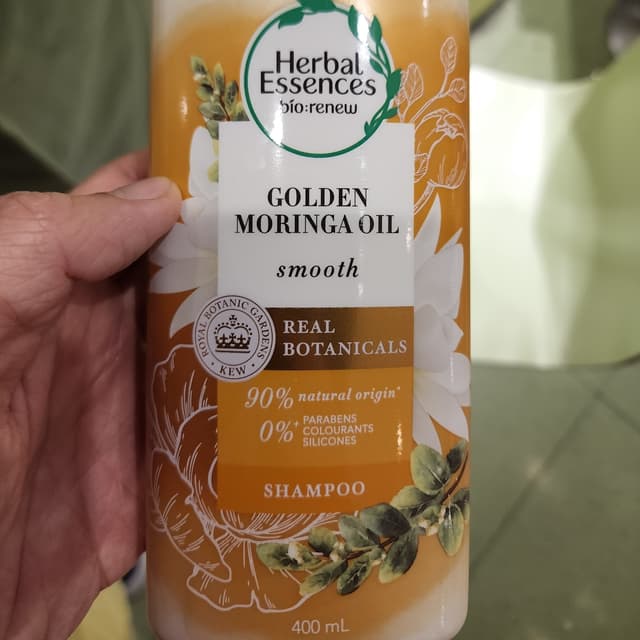 Herbal
Essences
bío:renew
GOLDEN
MORINGA OIL
smooth
ROYAL BOTANIC GARDENS
• KEW •
REAL
BOTANICALS
90% natural origin*
0%+ PARABENS
COLOURANTS
SILICONES
SHAMPOO
400 mL